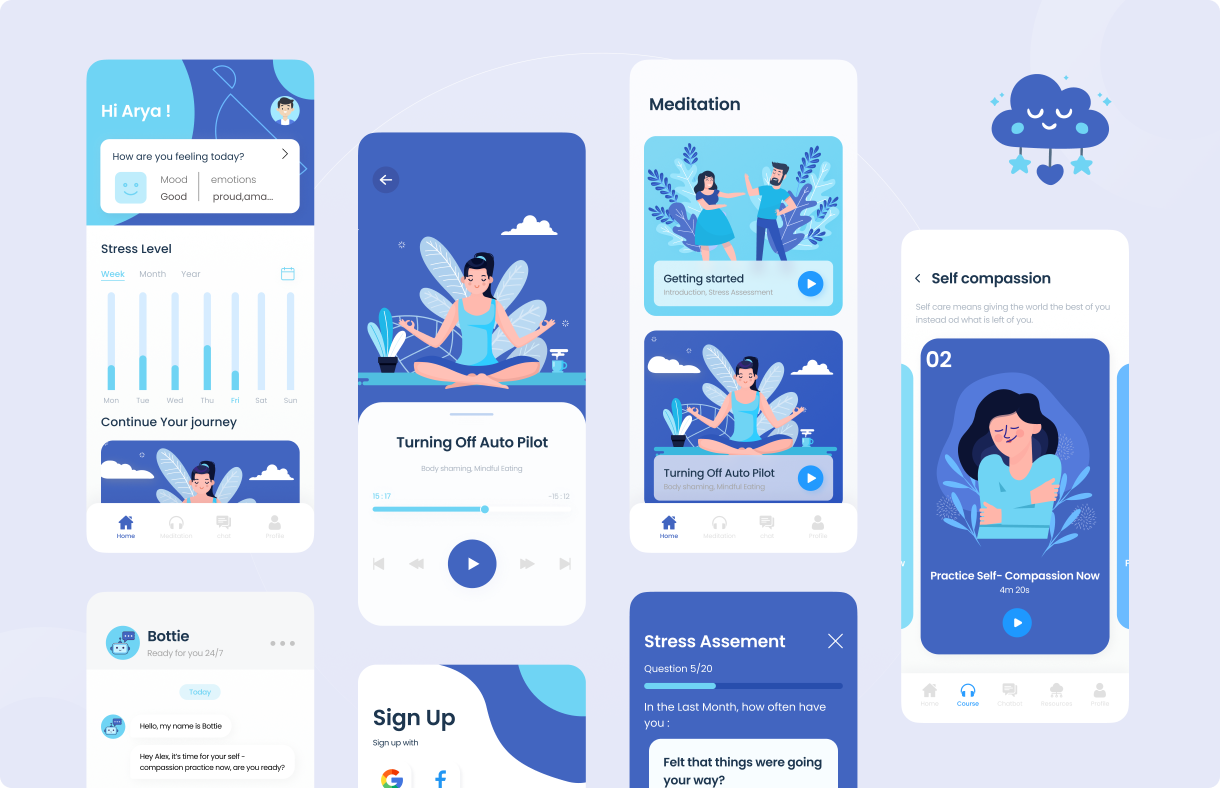 Hi Arya !
How are you feeling today?
Mood emotions
Good proud,ama...
Stress Level
Week Month Year
Mon Tue Wed Thu Fri Sat Sun
Continue Your journey
Home Meditation chat Profile
Bottie
Ready for you 24/7
Today
Hello, my name is Bottie
Hey Alex, it's time for your self -
compassion practice now, are you ready?
Turning Off Auto Pilot
Body shaming, Mindful Eating
15 : 17 -15 : 12
Sign Up
Sign up with
Meditation
Getting started
Introduction, Stress Assessment
Turning Off Auto Pilot
Body shaming, Mindful Eating
Home Meditation chat Profile
Stress Assement
Question 5/20
In the Last Month, how often have
you :
Felt that things were going
your way?
Self compassion
Self care means giving the world the best of you
instead od what is left of you.
02
Practice Self- Compassion Now
4m 20s
Home Course Chatbot Resources Profile